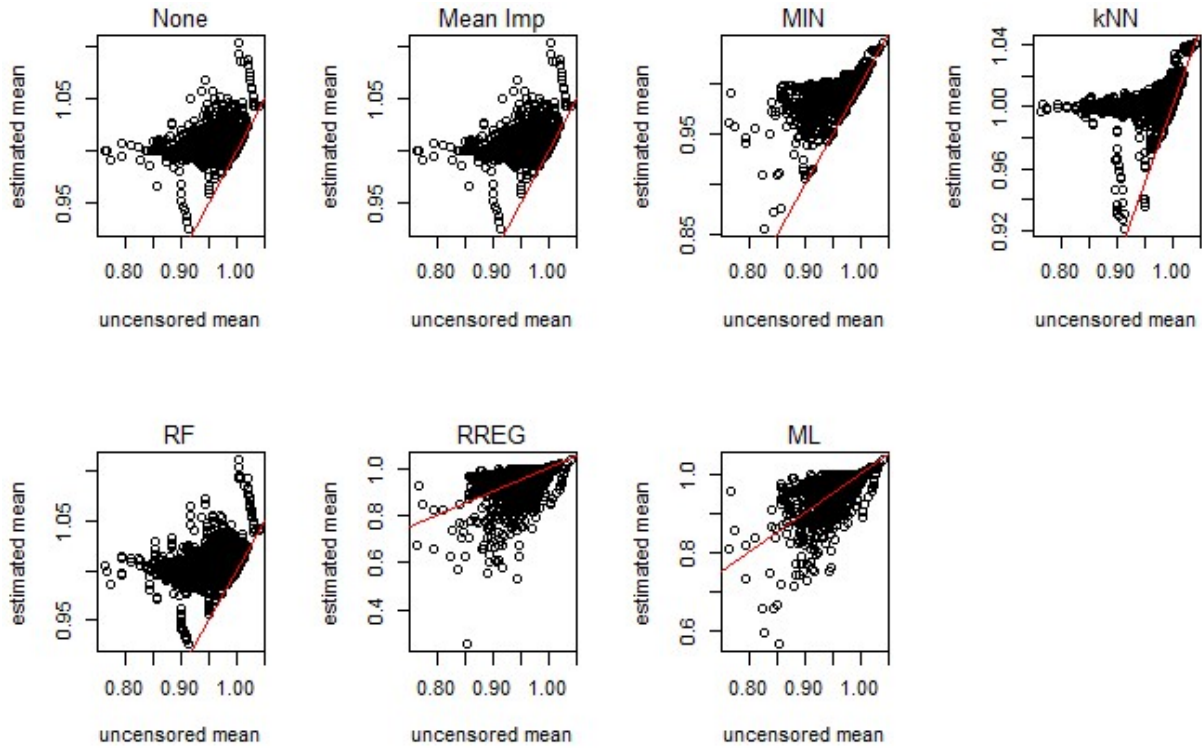 None
estimated mean
1.05
0.95
0.80 0.90 1.00
uncensored mean
Mean Imp
estimated mean
1.05
0.95
0.80 0.90 1.00
uncensored mean
MIN
estimated mean
0.95
0.85
0.80 0.90 1.00
uncensored mean
kNN
estimated mean
1.04
1.00
0.96
0.92
0.80 0.90 1.00
uncensored mean
RF
estimated mean
1.05
0.95
0.80 0.90 1.00
uncensored mean
RREG
estimated mean
1.0
0.8
0.6
0.4
0.80 0.90 1.00
uncensored mean
ML
estimated mean
1.0
0.8
0.6
0.80 0.90 1.00
uncensored mean